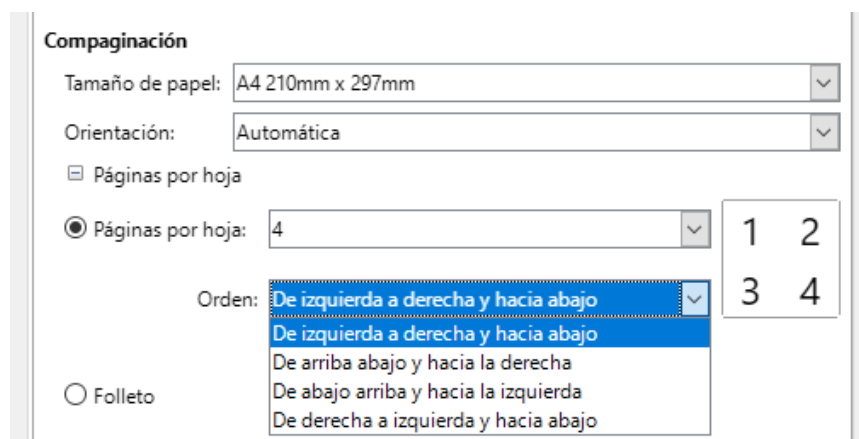 Compaginación
Tamaño de papel: A4 210mm x 297mm
Orientación: Automática
Páginas por hoja
Páginas por hoja: 4
1 2
3 4
Orden: De izquierda a derecha y hacia abajo
De izquierda a derecha y hacia abajo
De arriba abajo y hacia la derecha
De abajo arriba y hacia la izquierda
De derecha a izquierda y hacia abajo
Folleto